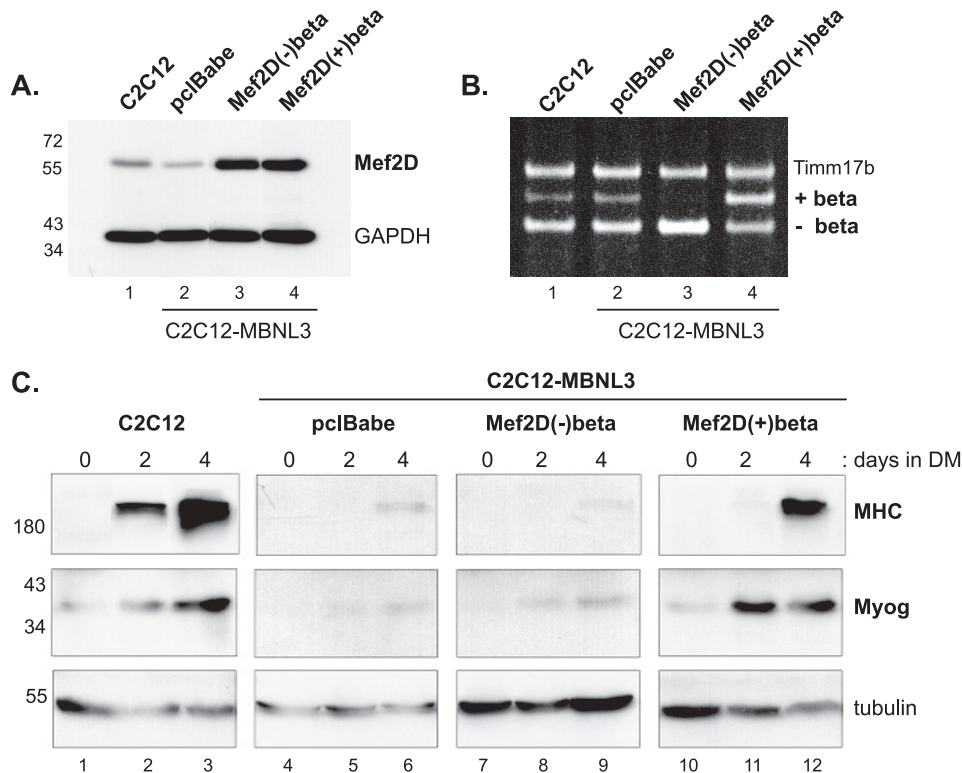 A.
C2C12 pclBabe Mef2D(-)beta Mef2D(+)beta
72
55
Mef2D
43
34
GAPDH
1 2 3 4
C2C12-MBNL3
B.
C2C12 pclBabe Mef2D(-)beta Mef2D(+)beta
Timm17b
+ beta
- beta
1 2 3 4
C2C12-MBNL3
C.
C2C12-MBNL3
C2C12 pclBabe Mef2D(-)beta Mef2D(+)beta
0 2 4 0 2 4 0 2 4 0 2 4 : days in DM
180
MHC
43
34
Myog
55
tubulin
1 2 3 4 5 6 7 8 9 10 11 12